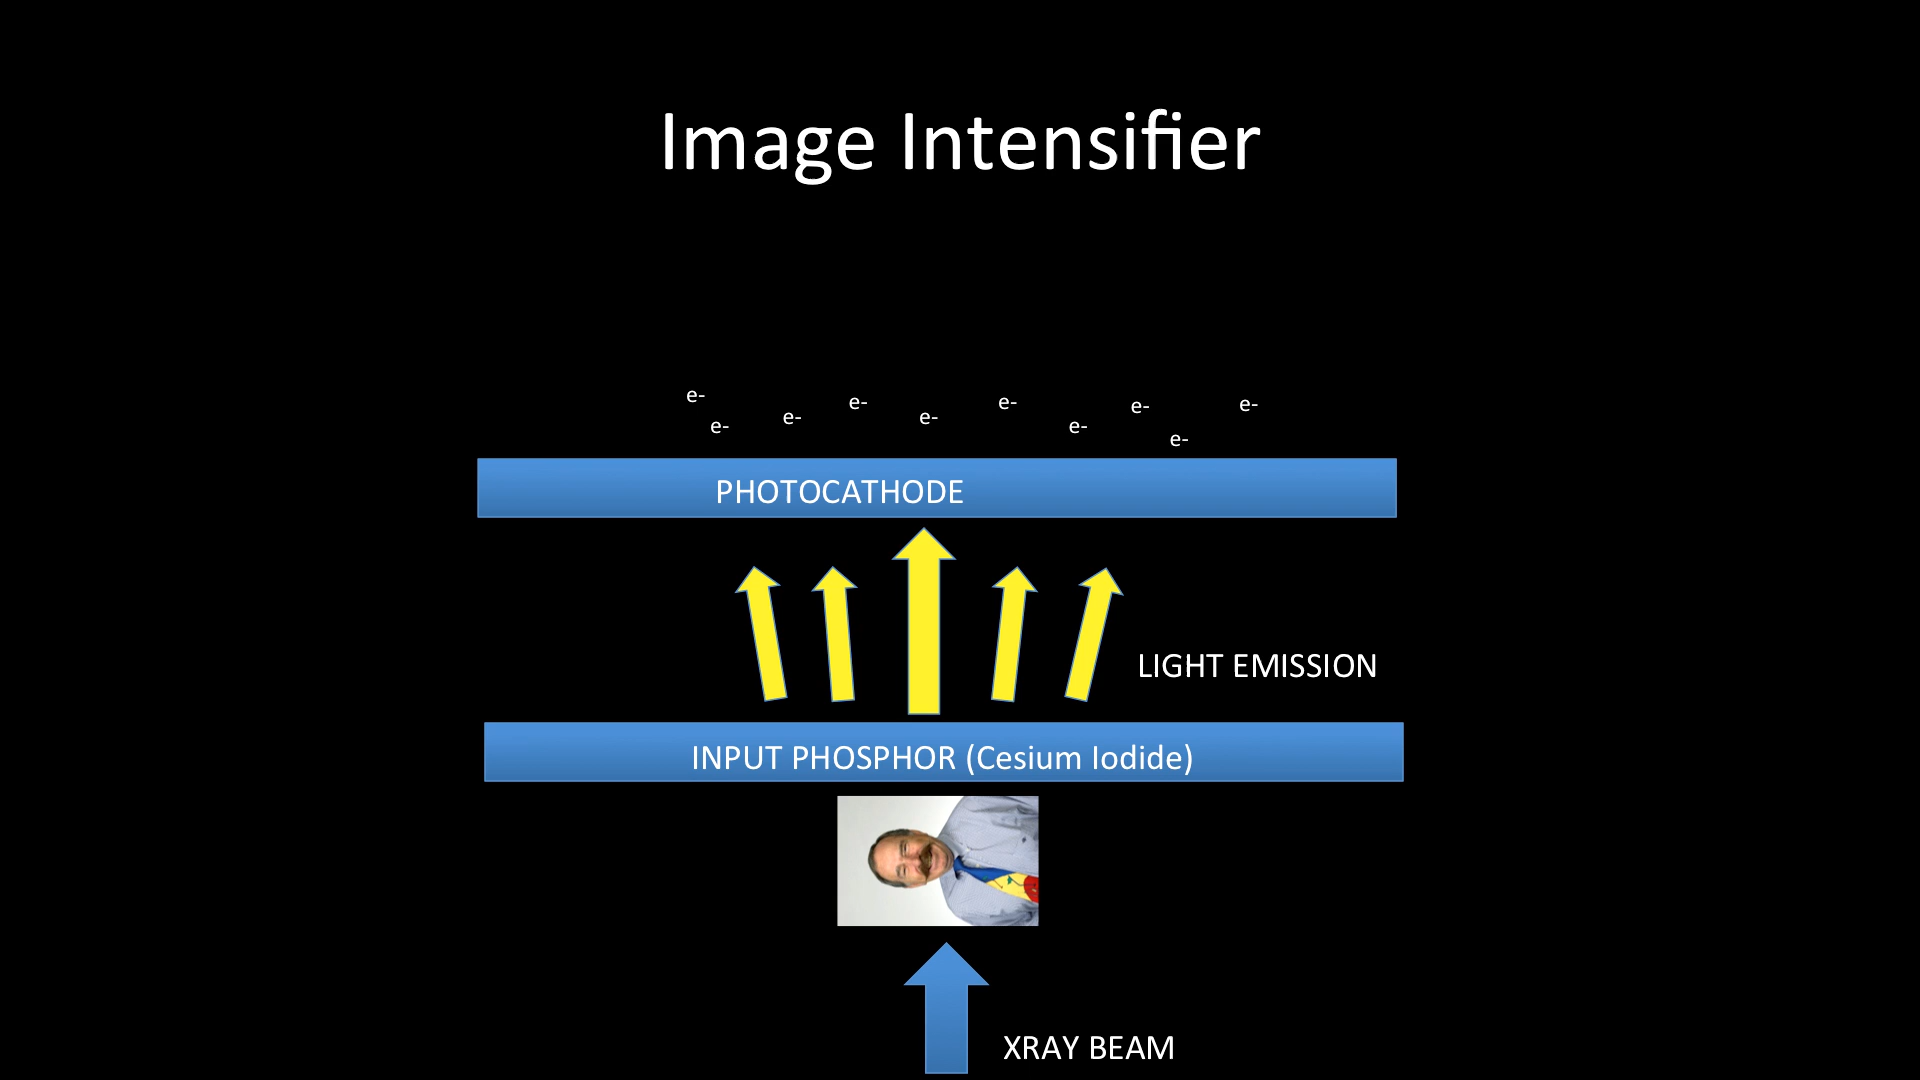 Image Intensifier
e-
e-
e-
e-
e-
e-
e-
e-
e-
e-
PHOTOCATHODE
LIGHT EMISSION
INPUT PHOSPHOR (Cesium Iodide)
XRAY BEAM